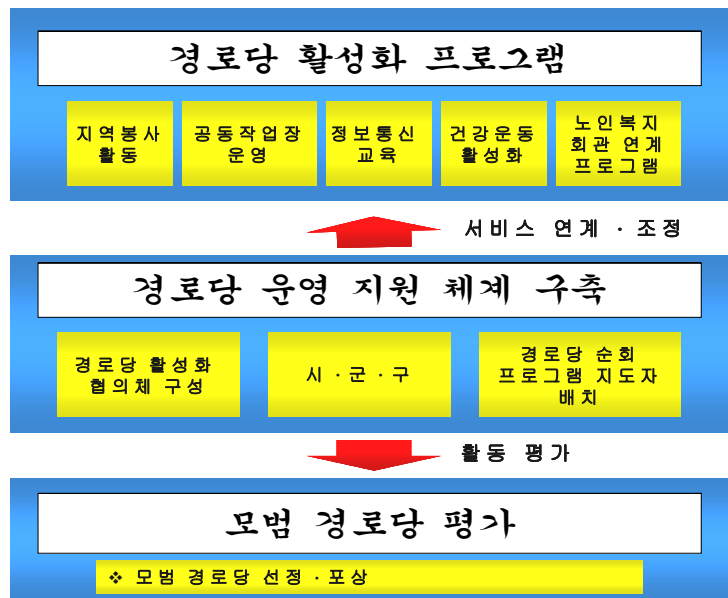 경로당 활성화 프로그램
지역봉사
활동
공동작업장
운영
정보통신
교육
건강운동
활성화
노인복지
회관 연계
프로그램
서비스 연계 · 조정
경로당 운영 지원 체계 구축
경로당 활성화
협의체 구성
시 · 군 · 구
경로당 순회
프로그램 지도자
배치
활동 평가
모범 경로당 평가
❖ 모범 경로당 선정 · 포상